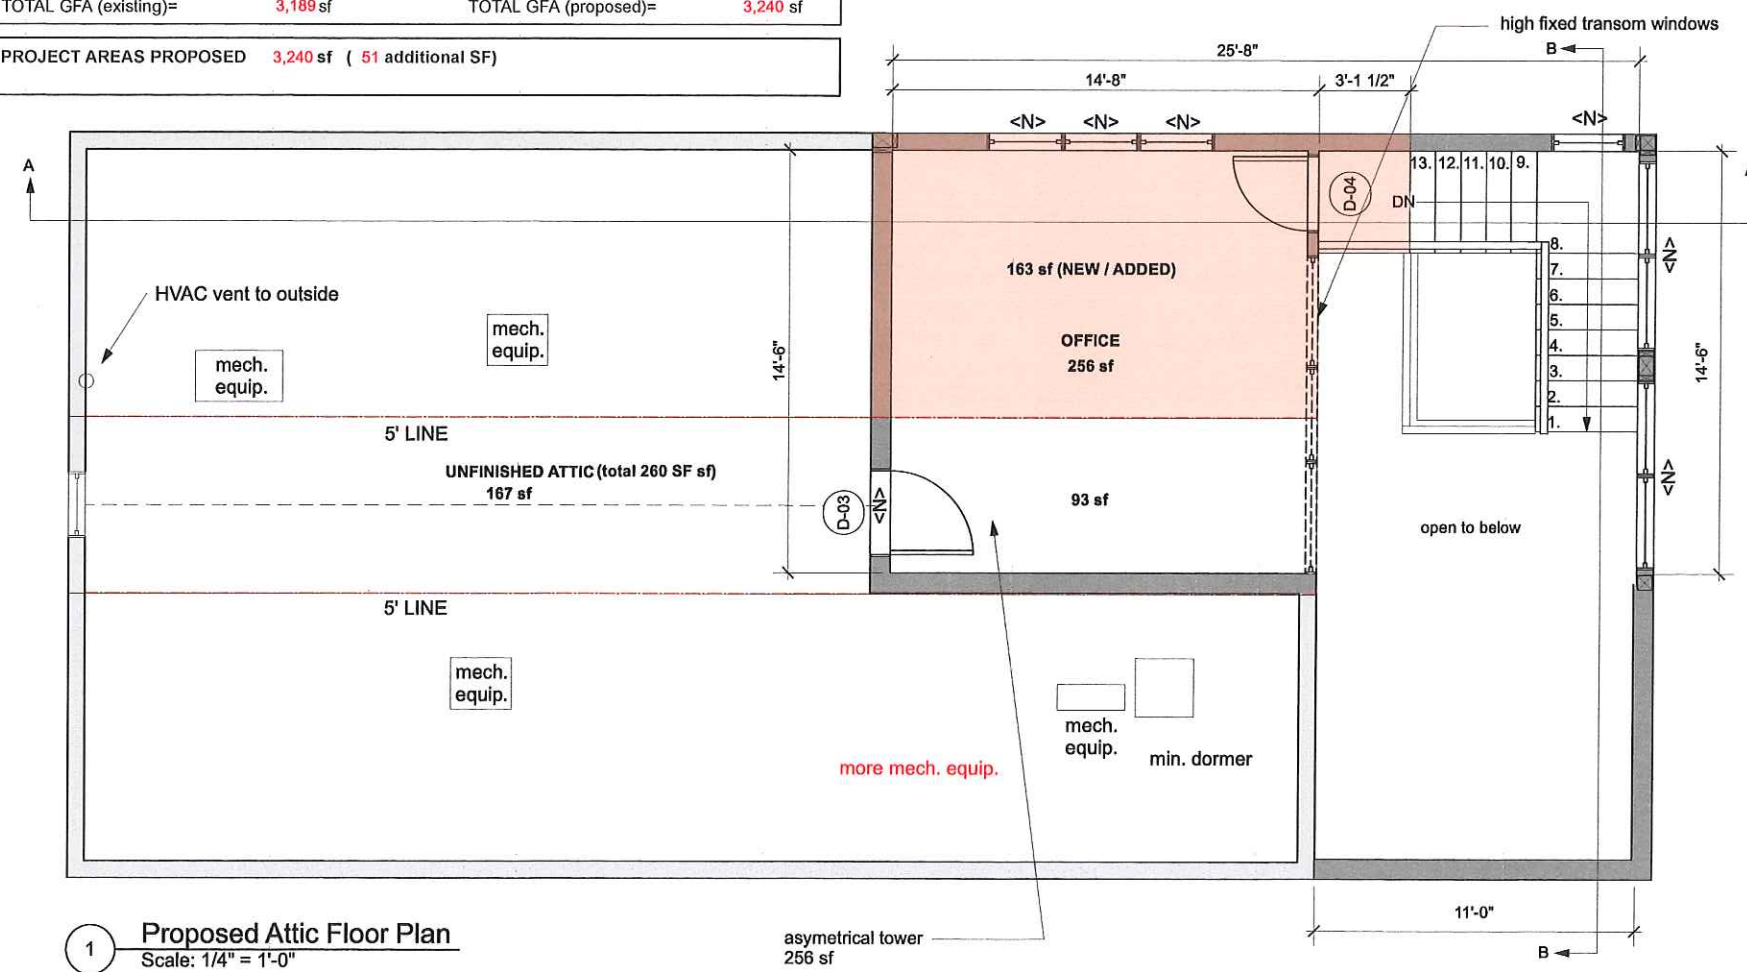 TOTAL GFA (existing)= 3,189 sf TOTAL GFA (proposed)= 3,240 sf
PROJECT AREAS PROPOSED 3,240 sf ( 51 additional SF)
high fixed transom windows
25'-8"
B
14'-8"
3'-1 1/2"
<N> <N> <N>
<N>
A
13. 12. 11. 10. 9.
D-04
DN
8.
7.
6.
5.
4.
3.
2.
1.
<N>
<N>
163 sf (NEW / ADDED)
OFFICE
256 sf
HVAC vent to outside
mech.
equip.
mech.
equip.
14'-6"
14'-6"
5' LINE
UNFINISHED ATTIC (total 260 SF sf)
167 sf
D-03
<N>
93 sf
open to below
5' LINE
mech.
equip.
mech.
equip.
min. dormer
more mech. equip.
11'-0"
B
1
Proposed Attic Floor Plan
Scale: 1/4" = 1'-0"
asymetrical tower
256 sf